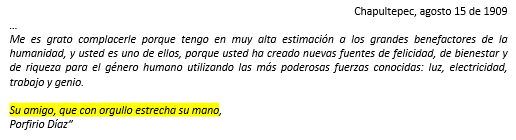 Chapultepec, agosto 15 de 1909
...
Me es grato complacerle porque tengo en muy alta estimación a los grandes benefactores de la
humanidad, y usted es uno de ellos, porque usted ha creado nuevas fuentes de felicidad, de bienestar y
de riqueza para el género humano utilizando las más poderosas fuerzas conocidas: luz, electricidad,
trabajo y genio.
Su amigo, que con orgullo estrecha su mano,
Porfirio Díaz”